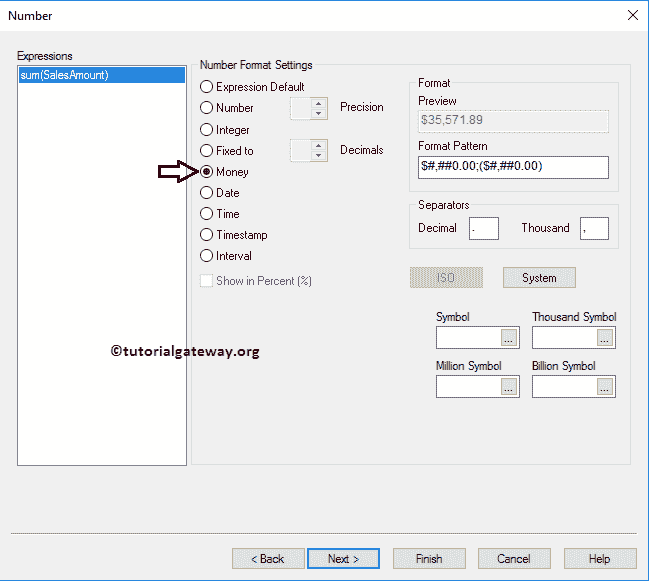 Number
Expressions
sum(SalesAmount)
Number Format Settings
Expression Default
Number
Precision
Integer
Fixed to
Decimals
Money
Date
Time
Timestamp
Interval
Show in Percent (%)
Format
Preview
$35,571.89
Format Pattern
$#,##0.00;($#,##0.00)
Separators
Decimal . Thousand ,
ISO System
Symbol Thousand Symbol
... ...
Million Symbol Billion Symbol
... ...
©tutorialgateway.org
< Back Next > Finish Cancel Help